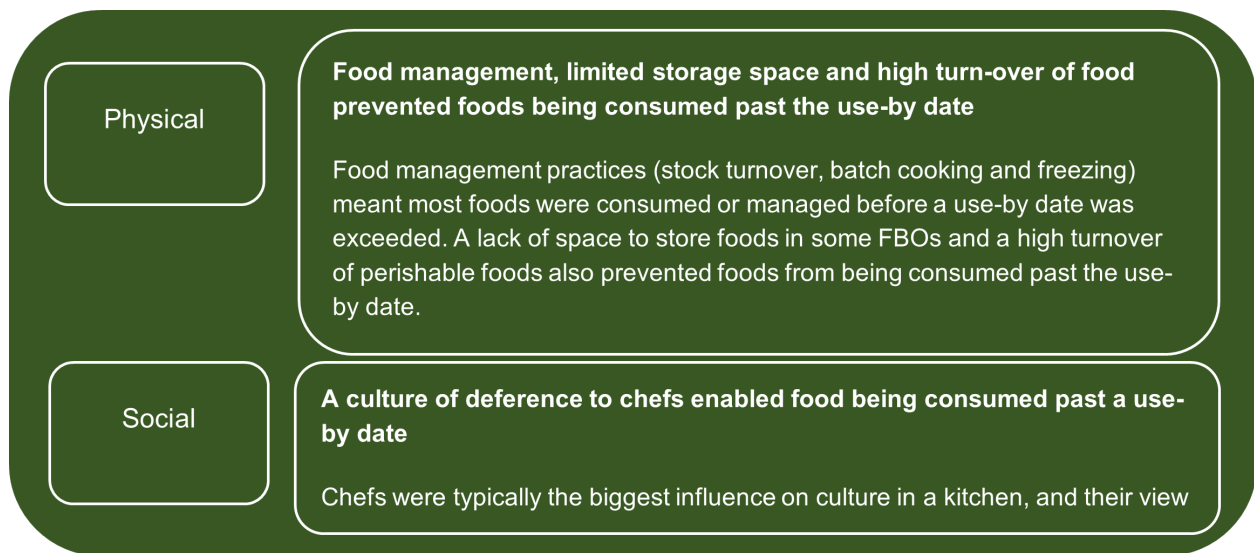 Physical
Food management, limited storage space and high turn-over of food
prevented foods being consumed past the use-by date
Food management practices (stock turnover, batch cooking and freezing)
meant most foods were consumed or managed before a use-by date was
exceeded. A lack of space to store foods in some FBOs and a high turnover
of perishable foods also prevented foods from being consumed past the use-
by date.
Social
A culture of deference to chefs enabled food being consumed past a use-
by date
Chefs were typically the biggest influence on culture in a kitchen, and their view